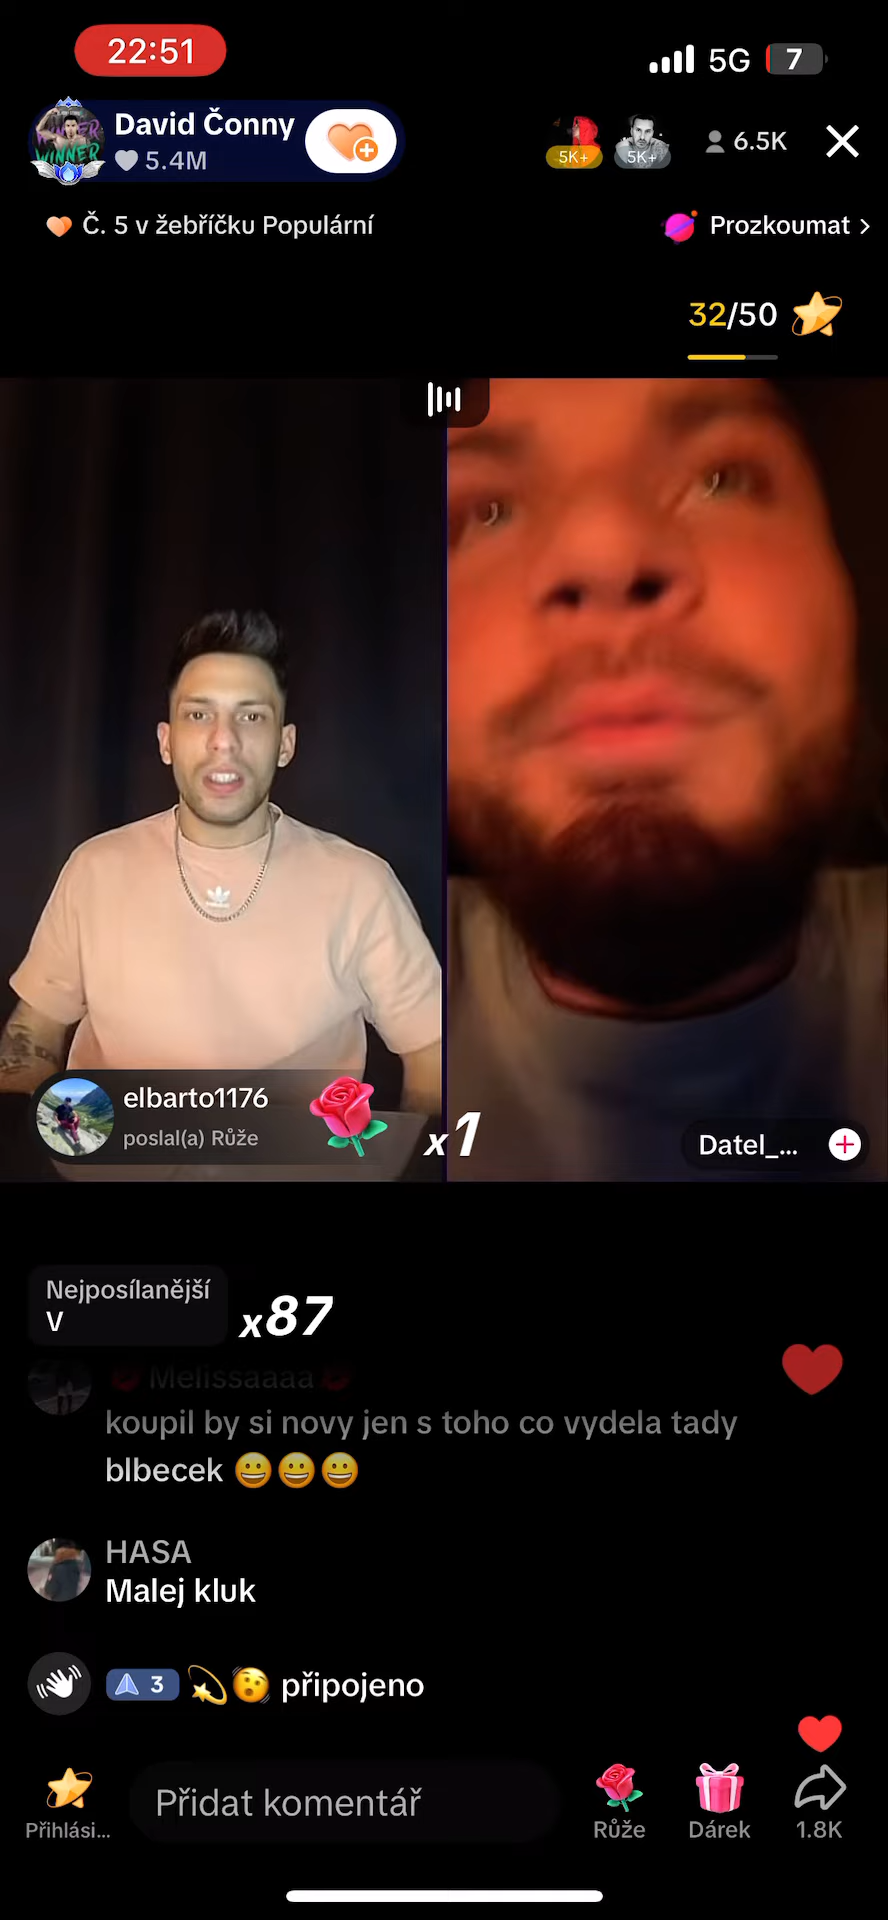 22:51
5G
7
David Čonny
5.4M
5K+
5K+
6.5K
Č. 5 v žebříčku Populární
Prozkoumat >
32/50
elbarto1176
poslal(a) Růže
x1
Datel_...
Nejposílanější
V
x87
Melissaaaa
koupil by si novy jen s toho co vydela tady
blbecek
HASA
Malej kluk
3
připojeno
Přihlási...
Přidat komentář
Růže
Dárek
1.8K